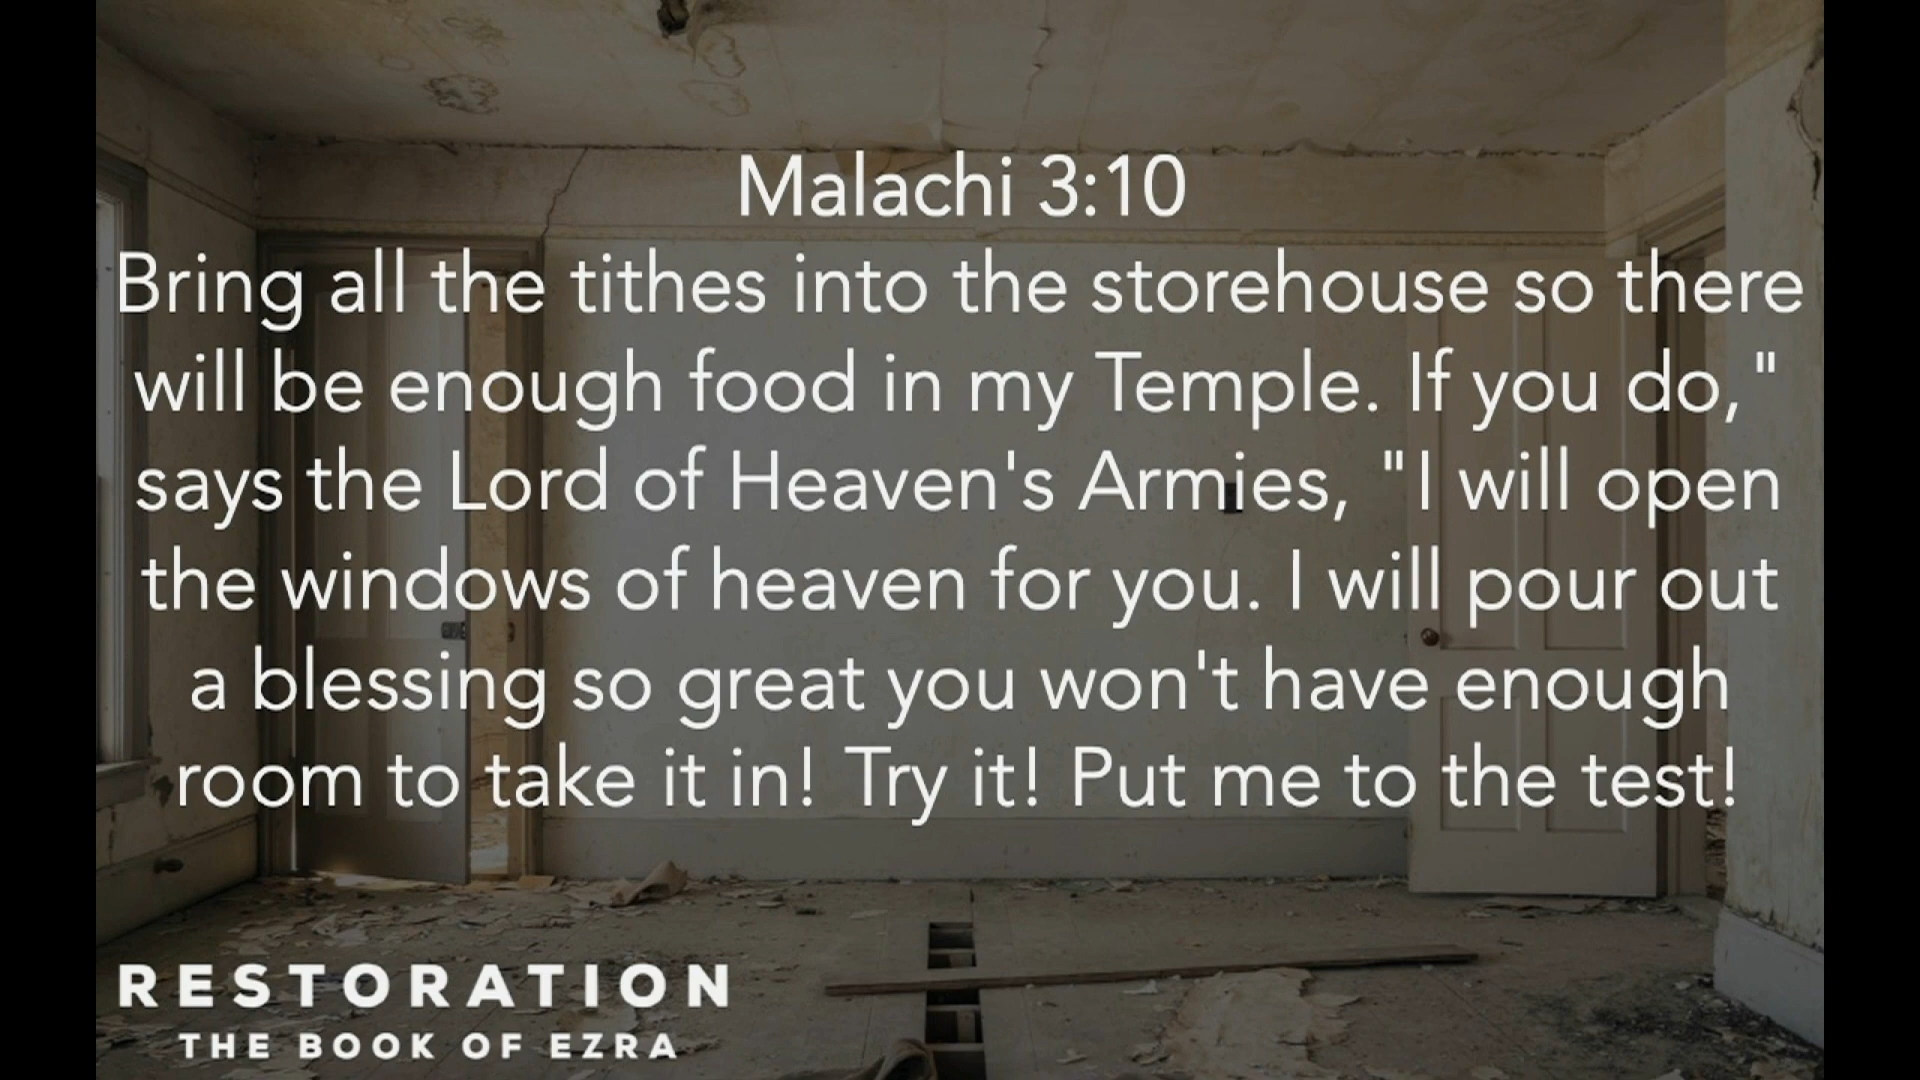 Malachi 3:10
Bring all the tithes into the storehouse so there
will be enough food in my Temple. If you do,"
says the Lord of Heaven's Armies, "I will open
the windows of heaven for you. I will pour out
a blessing so great you won't have enough
room to take it in! Try it! Put me to the test!
RESTORATION
THE BOOK OF EZRA